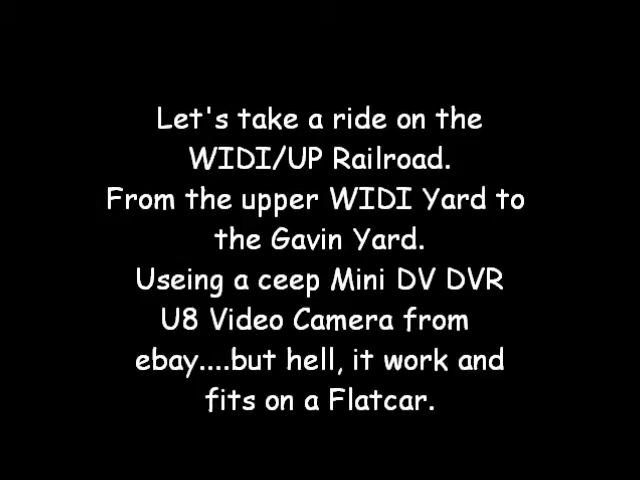 Let's take a ride on the
WIDI/UP Railroad.
From the upper WIDI Yard to
the Gavin Yard.
Useing a ceep Mini DV DVR
U8 Video Camera from
ebay....but hell, it work and
fits on a Flatcar.